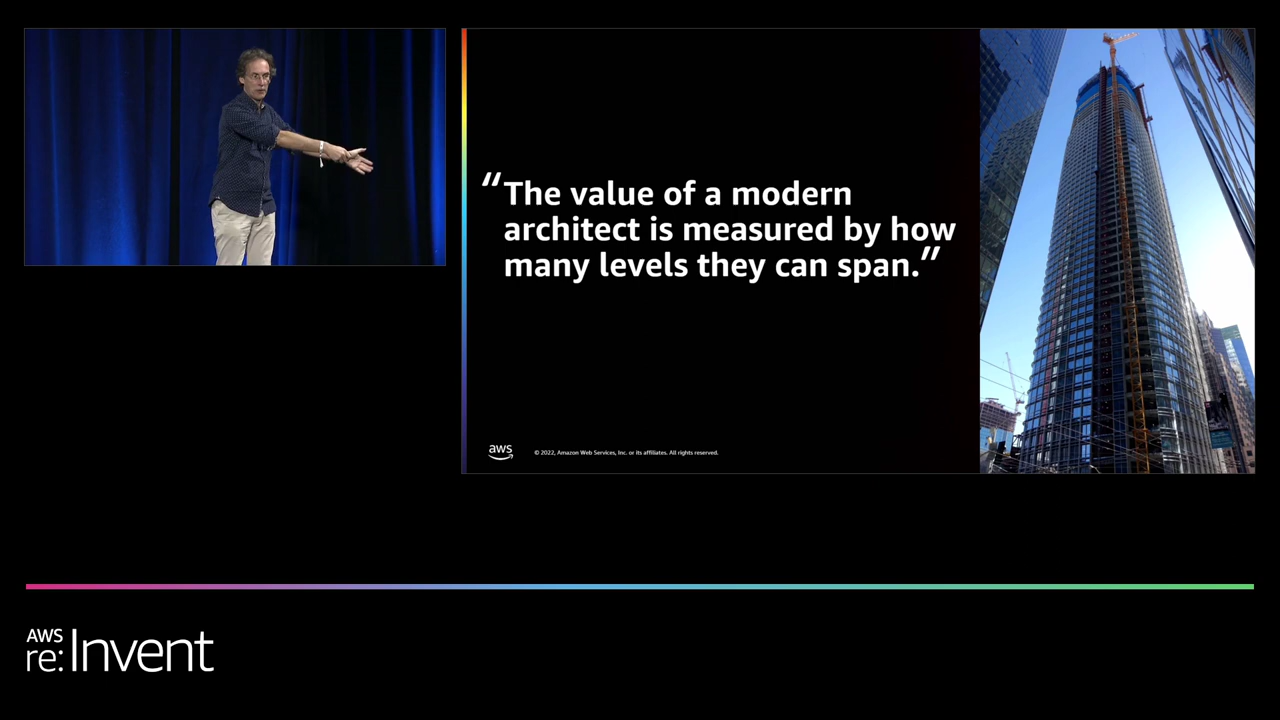 “The value of a modern
architect is measured by how
many levels they can span.”
aws
© 2022, Amazon Web Services, Inc. or its affiliates. All rights reserved.
AWS
re:Invent